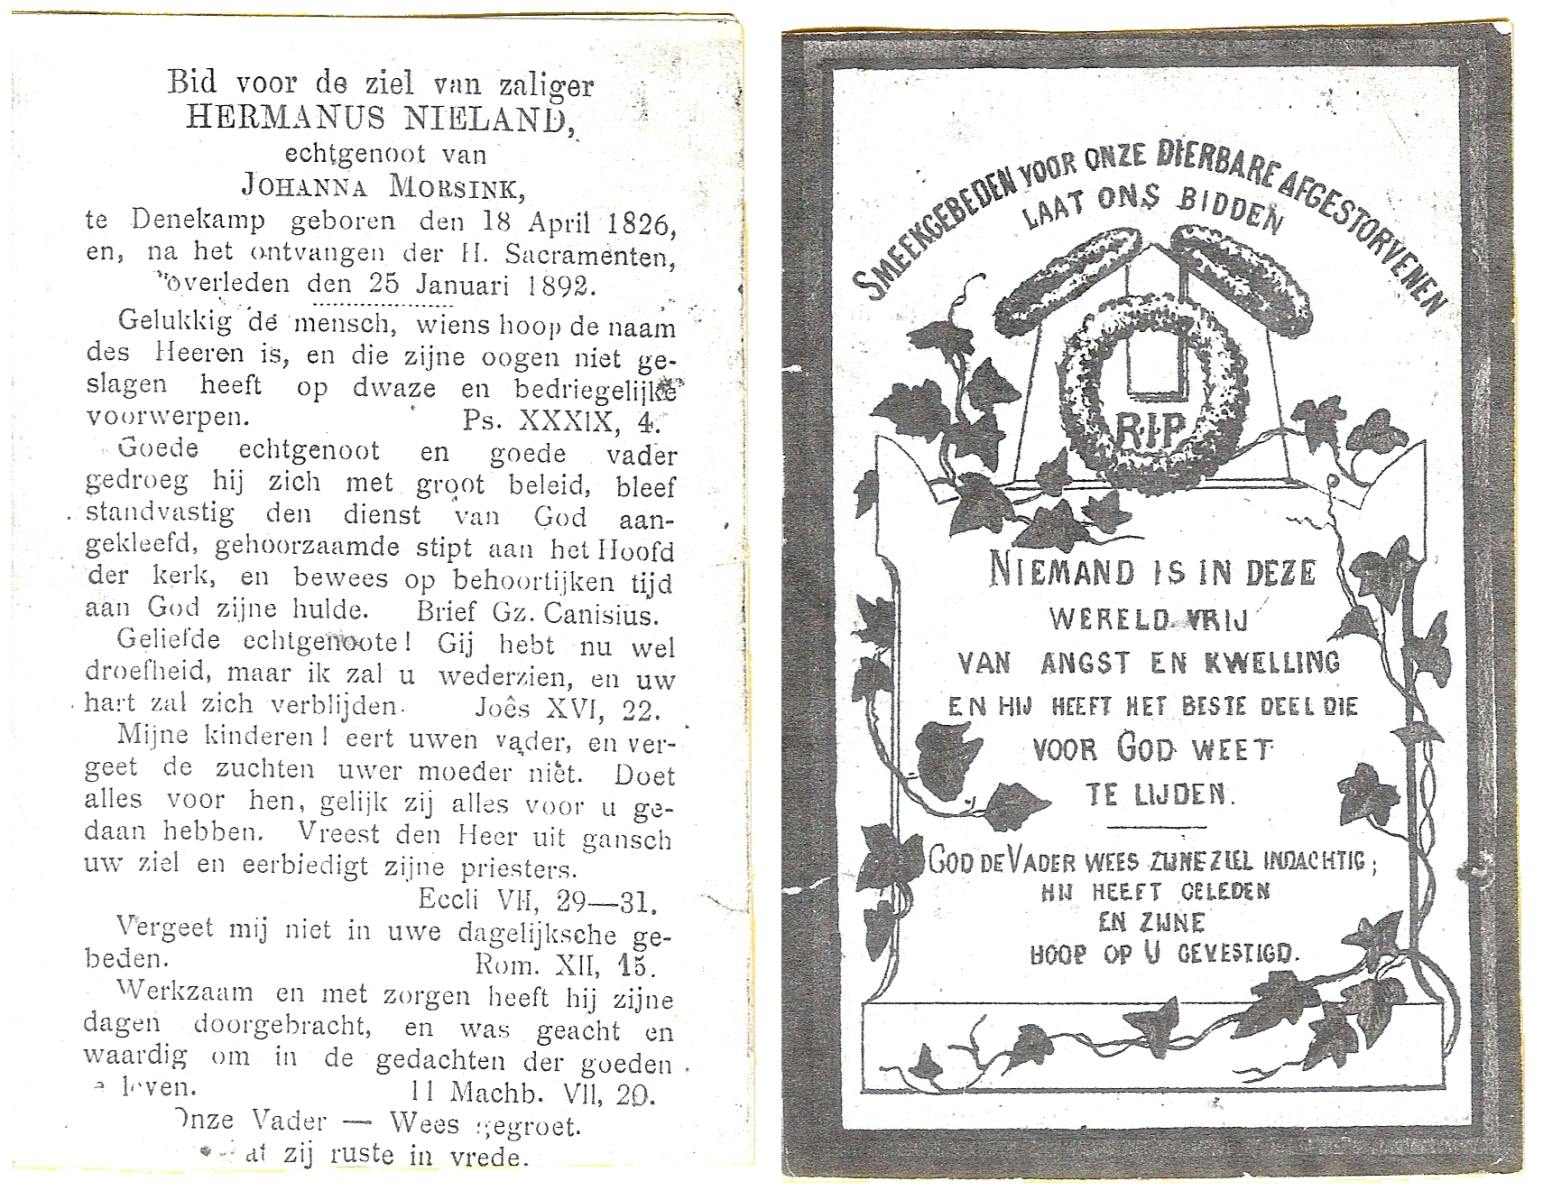 Bid voor de ziel van zaliger
HERMANUS NIELAND,
echtgenoot van
JOHANNA MORSINK,
te Denekamp geboren den 18 April 1826,
en, na het ontvangen der H. Sacramenten,
overleden den 25 Januari 1892.
Gelukkig de mensch, wiens hoop de naam
des Heeren is, en die zijne oogen niet ge-
slagen heeft op dwaze en bedriegelijke
voorwerpen. Ps. XXXIX, 4.
Goede echtgenoot en goede vader
gedroeg hij zich met groot beleid, bleef
standvastig den dienst van God aan-
gekleefd, gehoorzaamde stipt aan het Hoofd
der kerk, en bewees op behoortijken tijd
aan God zijne hulde. Brief Gz. Canisius.
Geliefde echtgenoote! Gij hebt nu wel
droefheid, maar ik zal u wederzien, en uw
hart zal zich verblijden. Joês XVI, 22.
Mijne kinderen! eert uwen vader, en ver-
geet de zuchten uwer moeder niet. Doet
alles voor hen, gelijk zij alles voor u ge-
daan hebben. Vreest den Heer uit gansch
uw ziel en eerbiedigt zijne priesters.
Eccli VII, 29—31.
Vergeet mij niet in uwe dagelijksche ge-
beden. Rom. XII, 15.
Werkzaam en met zorgen heeft hij zijne
dagen doorgebracht, en was geacht en
waardig om in de gedachten der goeden
leven. 11 Machb. VII, 20.
Onze Vader — Wees gegroet.
at zij ruste in vrede.
SMEEKGEBEDEN VOOR ONZE DIERBARE AFGESTORVENEN
LAAT ONS BIDDEN
R.I.P
NIEMAND IS IN DEZE
WERELD VRIJ
VAN ANGST EN KWELLING
EN HIJ HEEFT HET BESTE DEEL DIE
VOOR GOD WEET
TE LIJDEN.
GOD DE VADER WEES ZIJNE ZIEL INDACHTIG;
HIJ HEEFT GELEDEN
EN ZIJNE
HOOP OP U GEVESTIGD.